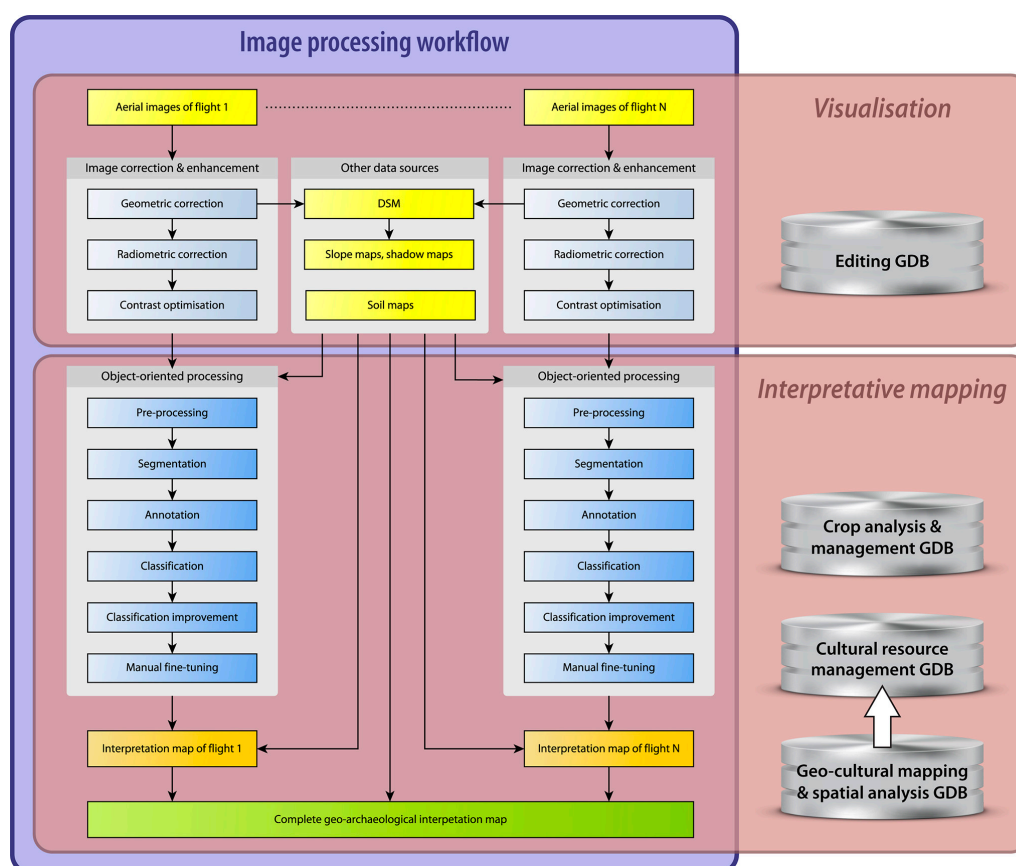 Image processing workflow
Visualisation
Aerial images of flight 1
Aerial images of flight N
Image correction & enhancement
Other data sources
Image correction & enhancement
Geometric correction
DSM
Geometric correction
Radiometric correction
Slope maps, shadow maps
Radiometric correction
Contrast optimisation
Soil maps
Contrast optimisation
Editing GDB
Interpretative mapping
Object-oriented processing
Object-oriented processing
Pre-processing
Pre-processing
Segmentation
Segmentation
Annotation
Annotation
Classification
Classification
Classification improvement
Classification improvement
Manual fine-tuning
Manual fine-tuning
Interpretation map of flight 1
Interpretation map of flight N
Complete geo-archaeological interpetation map
Crop analysis &
management GDB
Cultural resource
management GDB
Geo-cultural mapping
& spatial analysis GDB